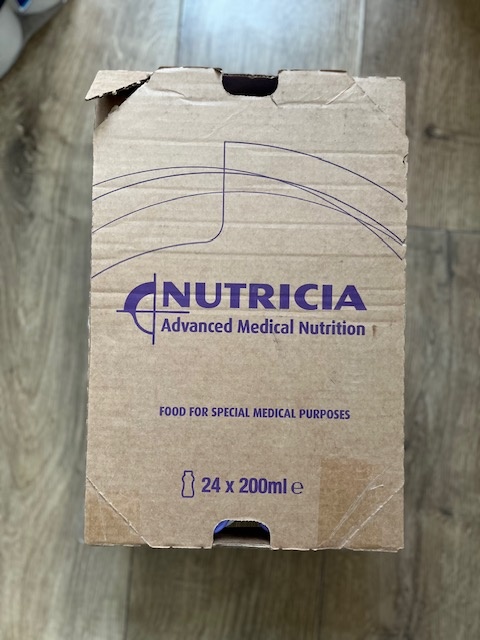 NUTRICIA
Advanced Medical Nutrition
FOOD FOR SPECIAL MEDICAL PURPOSES
24 x 200ml ℮